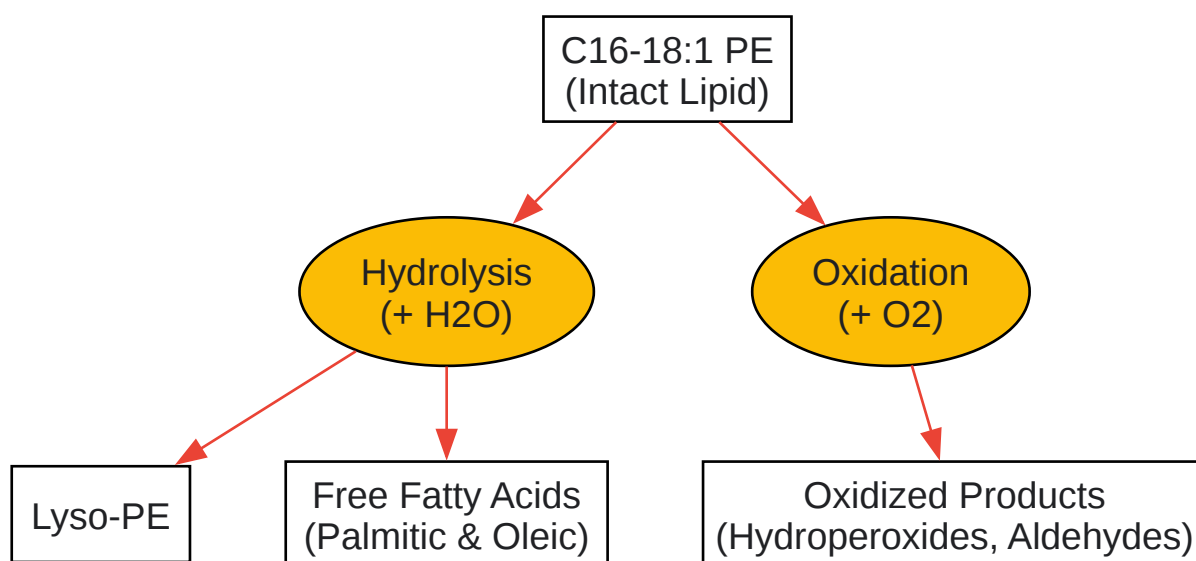 C16-18:1 PE
(Intact Lipid)
Hydrolysis
(+ H2O)
Oxidation
(+ O2)
Lyso-PE
Free Fatty Acids
(Palmitic & Oleic)
Oxidized Products
(Hydroperoxides, Aldehydes)